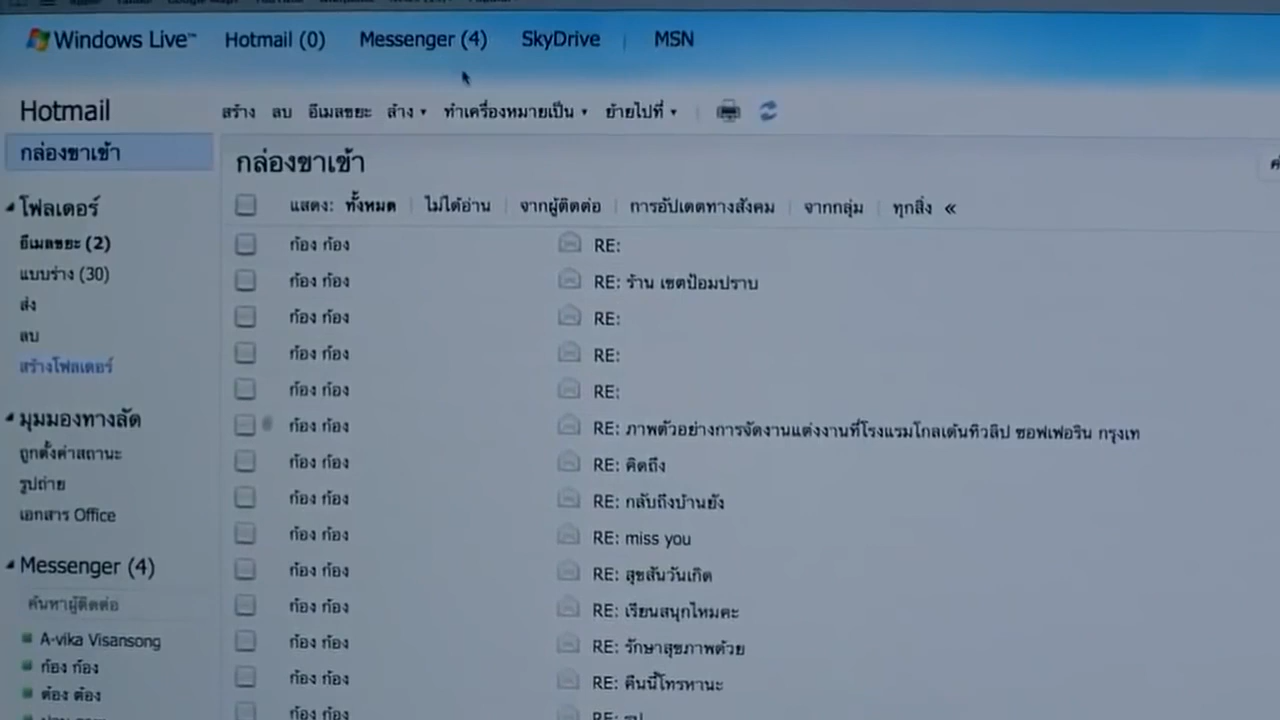 Windows Live™ Hotmail (0) Messenger (4) SkyDrive | MSN
Hotmail
สร้าง ลบ อีเมลขยะ ล้าง ทำเครื่องหมายเป็น ย้ายไปที่
กล่องขาเข้า
กล่องขาเข้า
แสดง: ทั้งหมด | ไม่ได้อ่าน | จากผู้ติดต่อ | การอัปเดตทางสังคม | จากกลุ่ม | ทุกสิ่ง «
โฟลเดอร์
อีเมลขยะ (2)
แบบร่าง (30)
ส่ง
ลบ
สร้างโฟลเดอร์
มุมมองทางลัด
ถูกตั้งค่าสถานะ
รูปถ่าย
เอกสาร Office
Messenger (4)
ค้นหาผู้ติดต่อ
A-vika Visansong
ก้อง ก้อง
ต๋อง ต๋อง
ก้อง ก้อง RE:
ก้อง ก้อง RE: ร้าน เขตป้อมปราบ
ก้อง ก้อง RE:
ก้อง ก้อง RE:
ก้อง ก้อง RE:
ก้อง ก้อง RE: ภาพตัวอย่างการจัดงานแต่งงานที่โรงแรมโกลเด้นทิวลิป ซอฟเฟอริน กรุงเท
ก้อง ก้อง RE: คิดถึง
ก้อง ก้อง RE: กลับถึงบ้านยัง
ก้อง ก้อง RE: miss you
ก้อง ก้อง RE: สุขสันวันเกิด
ก้อง ก้อง RE: เรียนสนุกไหมคะ
ก้อง ก้อง RE: รักษาสุขภาพด้วย
ก้อง ก้อง RE: คืนนี้โทรหานะ
ก้อง ก้อง RE: